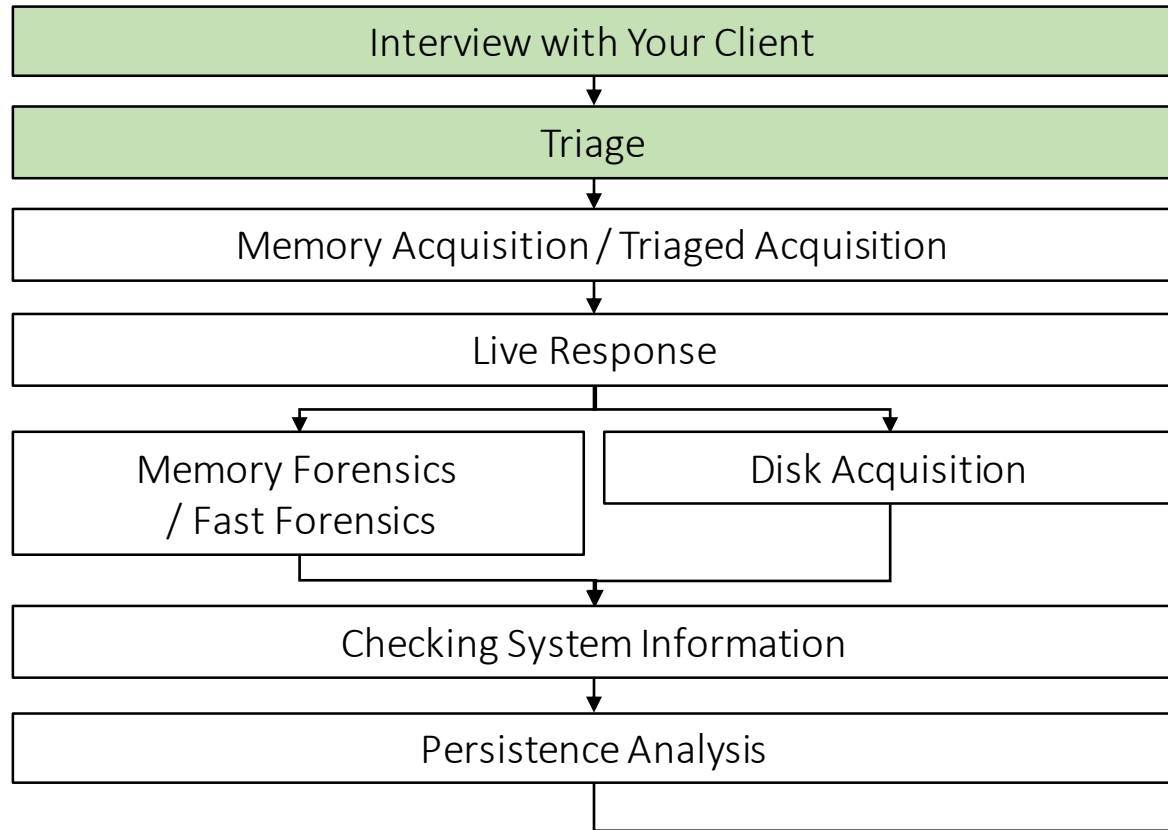 Interview with Your Client
Triage
Memory Acquisition / Triaged Acquisition
Live Response
Memory Forensics
/ Fast Forensics
Disk Acquisition
Checking System Information
Persistence Analysis